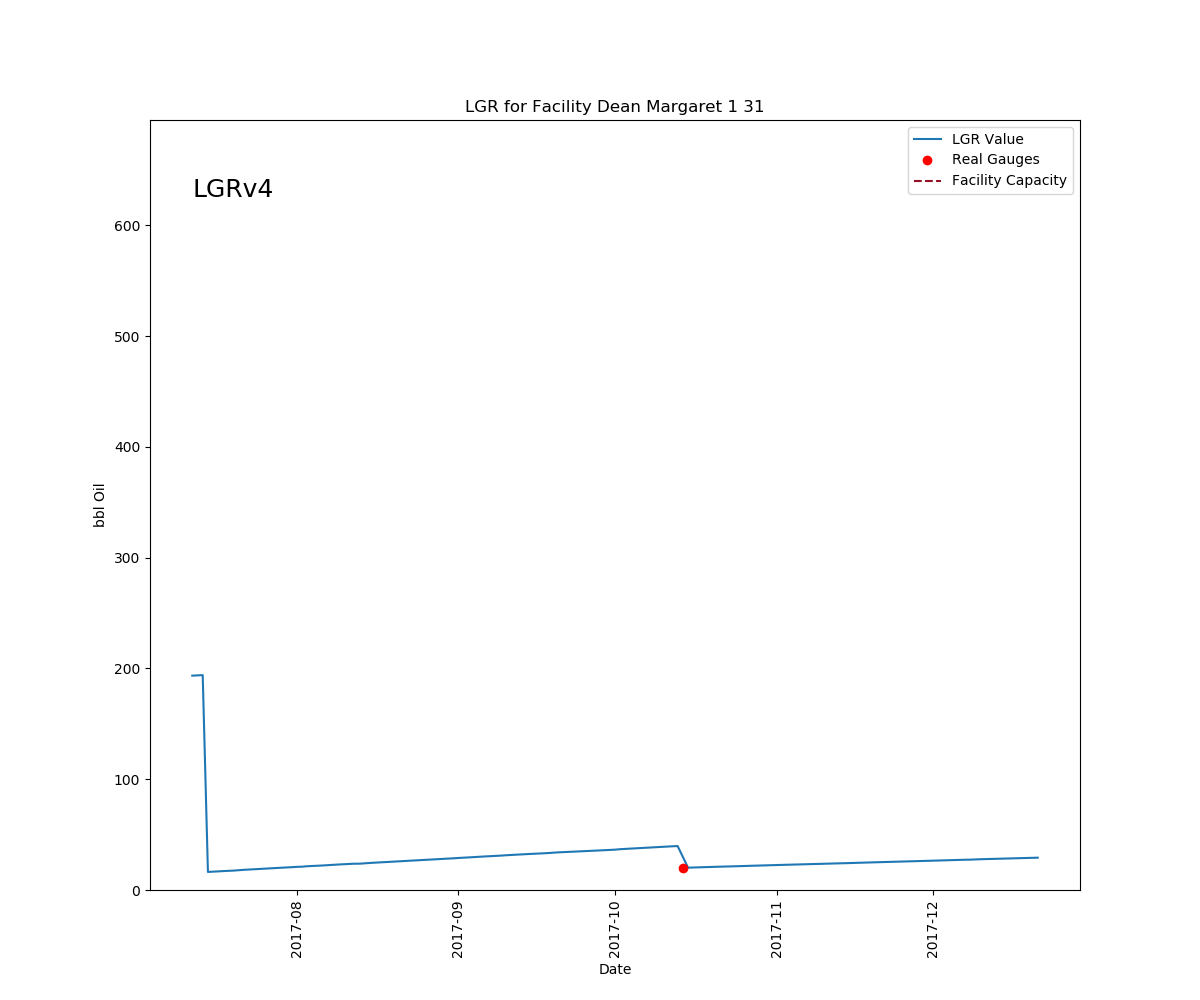 LGR for Facility Dean Margaret 1 31
LGR Value
Real Gauges
Facility Capacity
LGRv4
600
500
400
300
200
100
0
bbl Oil
2017-08
2017-09
2017-10
2017-11
2017-12
Date